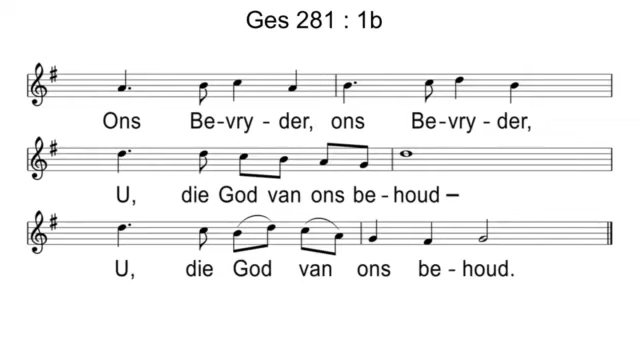 Ges 281 : 1b
Ons Be-vry - der, ons Be-vry - der,
U, die God van ons be - houd –
U, die God van ons be - houd.